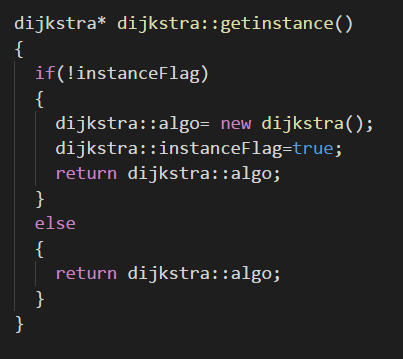 dijkstra* dijkstra::getinstance()
{
  if(!instanceFlag)
  {
    dijkstra::algo= new dijkstra();
    dijkstra::instanceFlag=true;
    return dijkstra::algo;
  }
  else
  {
    return dijkstra::algo;
  }
}